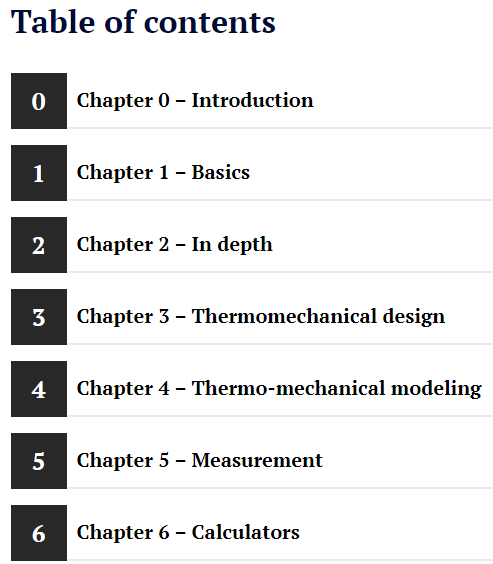 Table of contents
0 Chapter 0 – Introduction
1 Chapter 1 – Basics
2 Chapter 2 – In depth
3 Chapter 3 – Thermomechanical design
4 Chapter 4 – Thermo-mechanical modeling
5 Chapter 5 – Measurement
6 Chapter 6 – Calculators